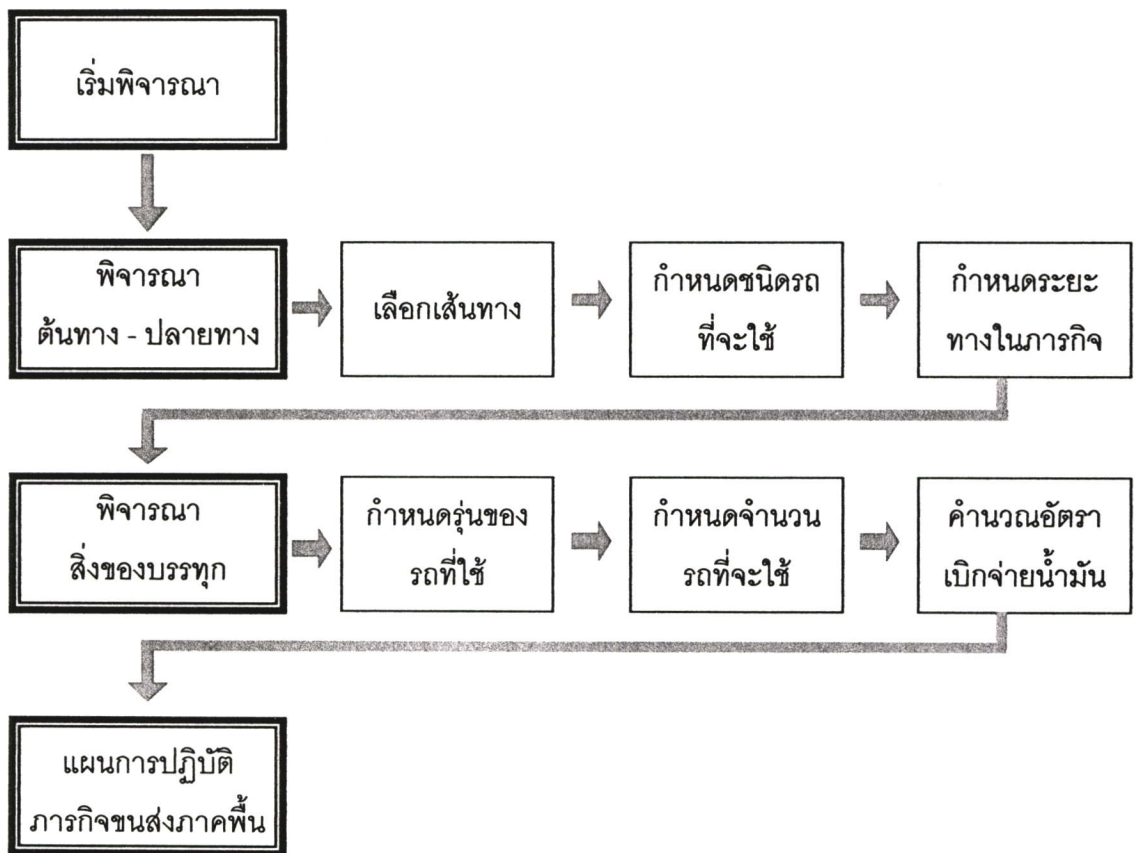 เริ่มพิจารณา
พิจารณา
ต้นทาง - ปลายทาง
เลือกเส้นทาง
กำหนดชนิดรถ
ที่จะใช้
กำหนดระยะ
ทางในภารกิจ
พิจารณา
สิ่งของบรรทุก
กำหนดรุ่นของ
รถที่ใช้
กำหนดจำนวน
รถที่จะใช้
คำนวณอัตรา
เบิกจ่ายน้ำมัน
แผนการปฏิบัติ
ภารกิจขนส่งภาคพื้น